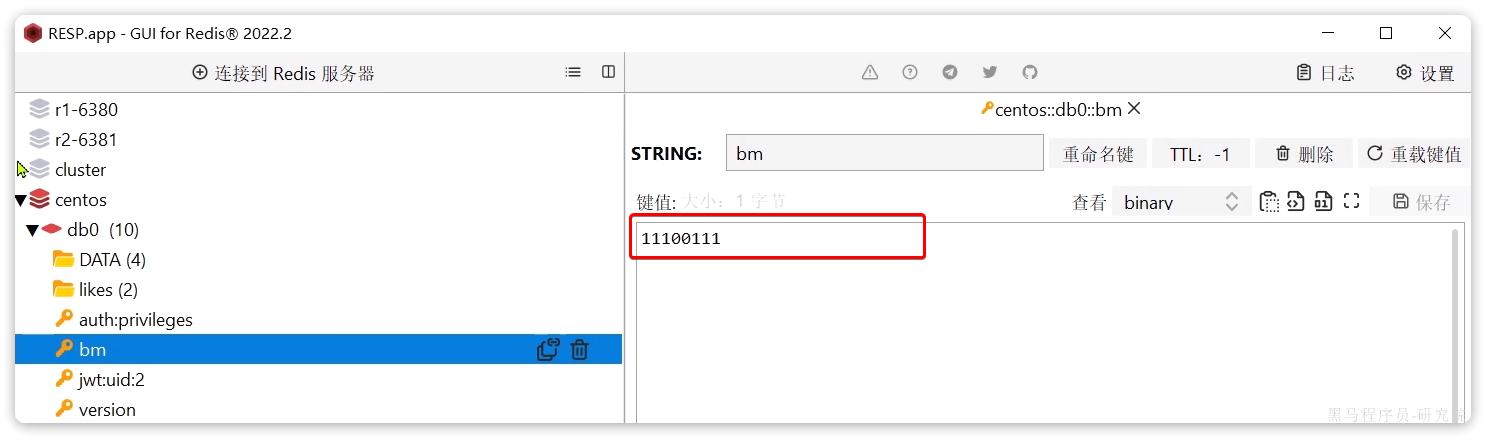 RESP.app - GUI for Redis® 2022.2
连接到 Redis 服务器
日志 设置
r1-6380
r2-6381
cluster
centos
db0 (10)
DATA (4)
likes (2)
auth:privileges
bm
jwt:uid:2
version
centos::db0::bm
STRING: bm 重命名键 TTL: -1 删除 重载键值
键值: 大小: 1 字节 查看 binary 保存
11100111
黑马程序员-研究院